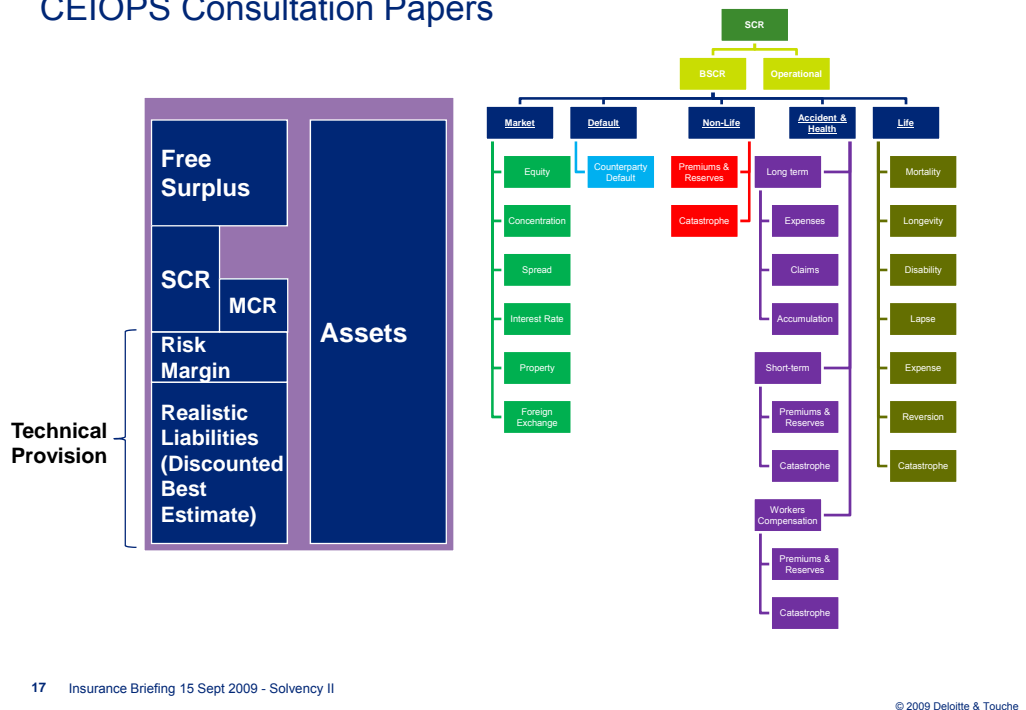 CEIOPS Consultation Papers
Free
Surplus
SCR
MCR
Risk
Margin
Realistic
Liabilities
(Discounted
Best
Estimate)
Assets
Technical
Provision
SCR
BSCR
Operational
Market
Equity
Concentration
Spread
Interest Rate
Property
Foreign
Exchange
Default
Counterparty
Default
Non-Life
Premiums &
Reserves
Catastrophe
Accident &
Health
Long term
Expenses
Claims
Accumulation
Short-term
Premiums &
Reserves
Catastrophe
Workers
Compensation
Premiums &
Reserves
Catastrophe
Life
Mortality
Longevity
Disability
Lapse
Expense
Reversion
Catastrophe
17 Insurance Briefing 15 Sept 2009 - Solvency II
© 2009 Deloitte & Touche